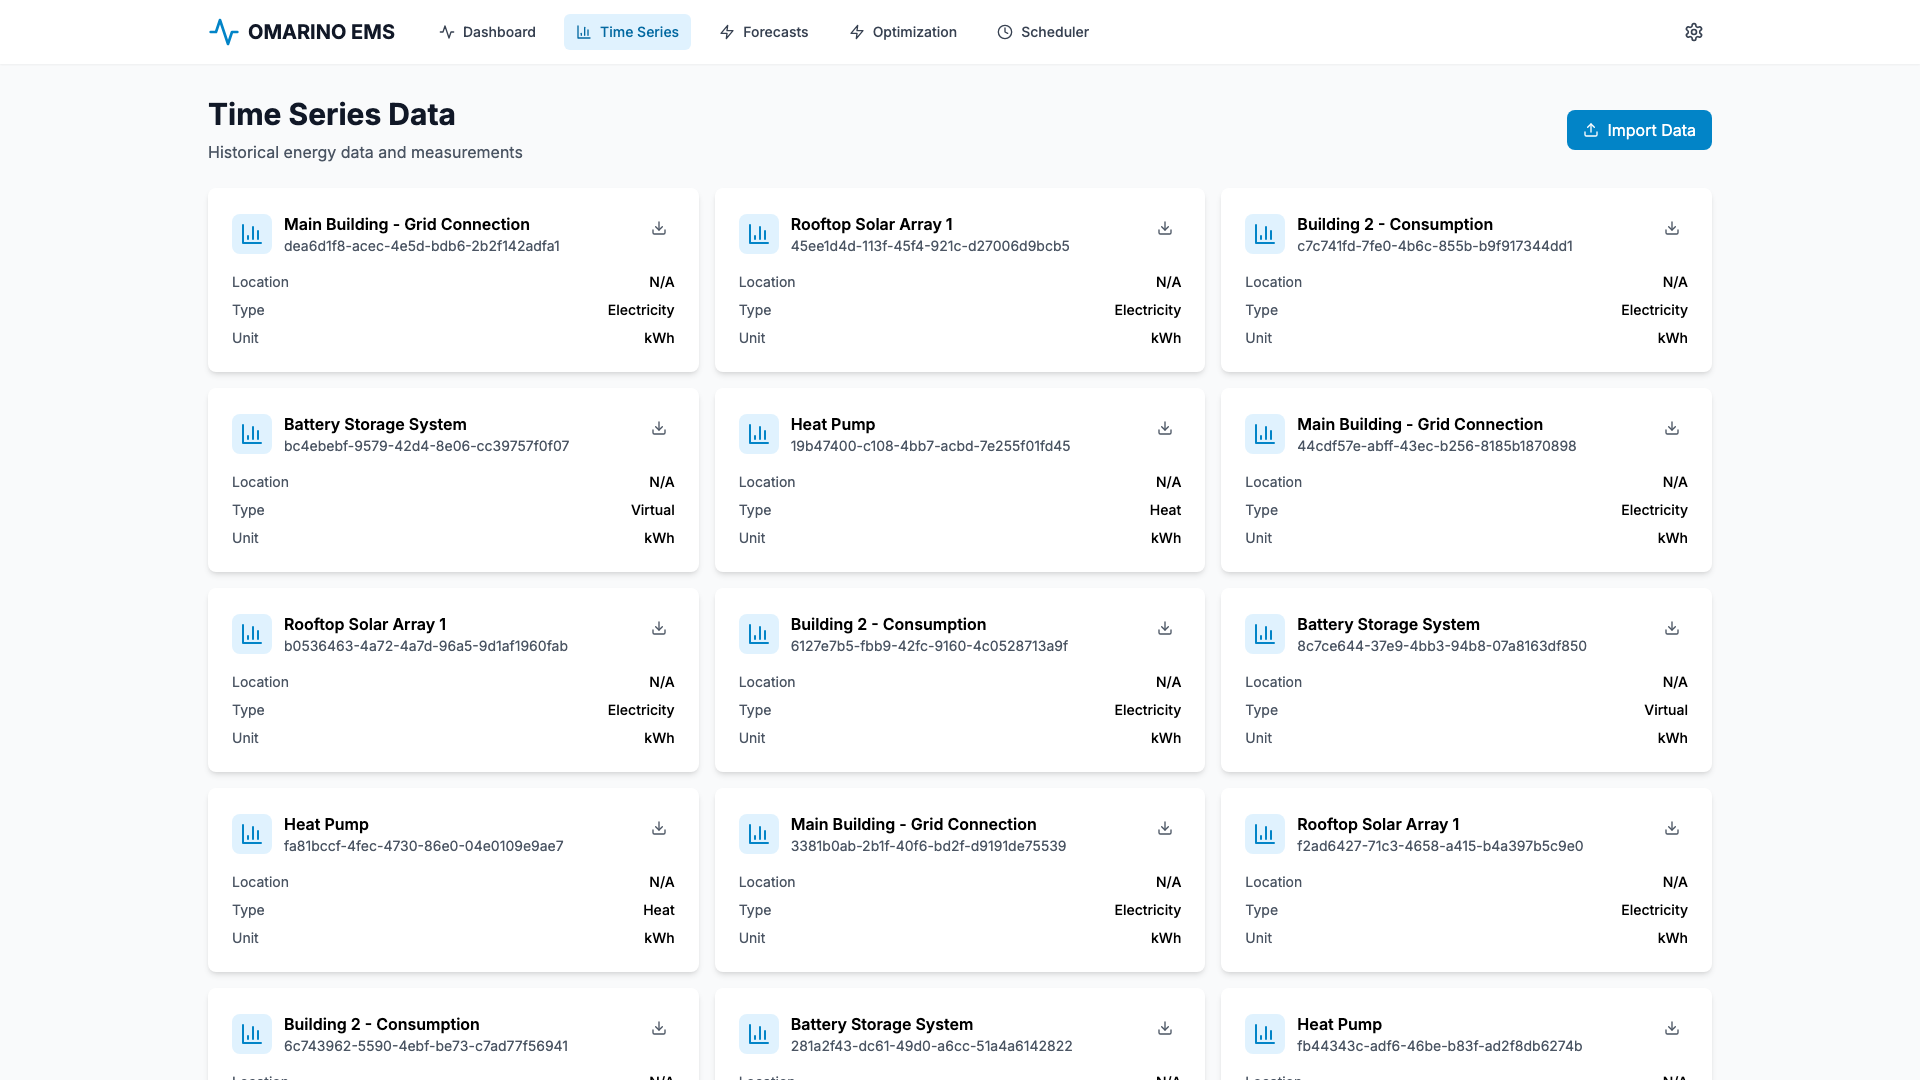 OMARINO EMS
Dashboard
Time Series
Forecasts
Optimization
Scheduler
Time Series Data
Historical energy data and measurements
Import Data
Main Building - Grid Connection
dea6d1f8-acec-4e5d-bdb6-2b2f142adfa1
Location N/A
Type Electricity
Unit kWh
Rooftop Solar Array 1
45ee1d4d-113f-45f4-921c-d27006d9bcb5
Location N/A
Type Electricity
Unit kWh
Building 2 - Consumption
c7c741fd-7fe0-4b6c-855b-b9f917344dd1
Location N/A
Type Electricity
Unit kWh
Battery Storage System
bc4ebebf-9579-42d4-8e06-cc39757f0f07
Location N/A
Type Virtual
Unit kWh
Heat Pump
19b47400-c108-4bb7-acbd-7e255f01fd45
Location N/A
Type Heat
Unit kWh
Main Building - Grid Connection
44cdf57e-abff-43ec-b256-8185b1870898
Location N/A
Type Electricity
Unit kWh
Rooftop Solar Array 1
b0536463-4a72-4a7d-96a5-9d1af1960fab
Location N/A
Type Electricity
Unit kWh
Building 2 - Consumption
6127e7b5-fbb9-42fc-9160-4c0528713a9f
Location N/A
Type Electricity
Unit kWh
Battery Storage System
8c7ce644-37e9-4bb3-94b8-07a8163df850
Location N/A
Type Virtual
Unit kWh
Heat Pump
fa81bccf-4fec-4730-86e0-04e0109e9ae7
Location N/A
Type Heat
Unit kWh
Main Building - Grid Connection
3381b0ab-2b1f-40f6-bd2f-d9191de75539
Location N/A
Type Electricity
Unit kWh
Rooftop Solar Array 1
f2ad6427-71c3-4658-a415-b4a397b5c9e0
Location N/A
Type Electricity
Unit kWh
Building 2 - Consumption
6c743962-5590-4ebf-be73-c7ad77f56941
Location N/A
Battery Storage System
281a2f43-dc61-49d0-a6cc-51a4a6142822
Location N/A
Heat Pump
fb44343c-adf6-46be-b83f-ad2f8db6274b
Location N/A